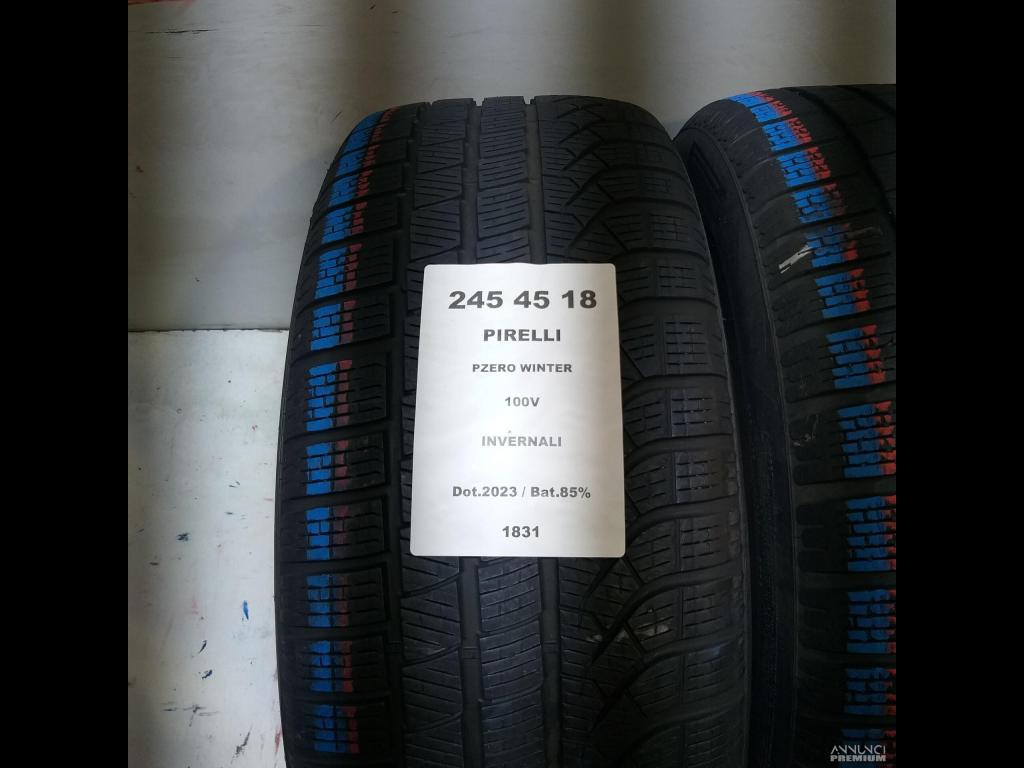 245 45 18
PIRELLI
PZERO WINTER
100V
INVERNALI
Dot.2023 / Bat.85%
1831
ANNUNCI
PREMIUM